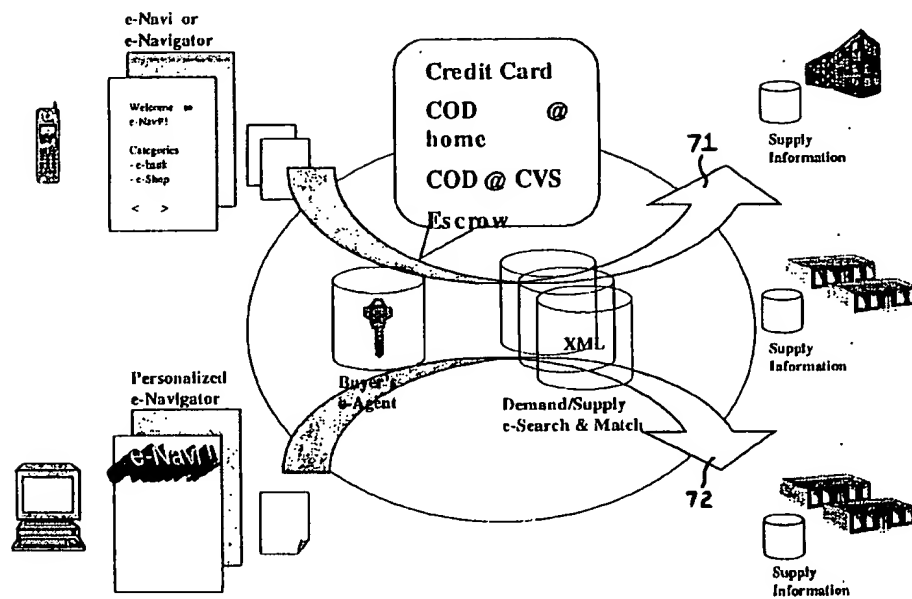 e-Navi or
e-Navigator
Welcome to
e-Navi'!
Categories
- e-bank
- e-Shop
< >
Credit Card
COD @
home
COD @ CVS
Escrow
71
Supply
Information
XML
Buyer's
e-Agent
Demand/Supply
e-Search & Match
Supply
Information
Personalized
e-Navigator
e-Navi'!
72
Supply
Information